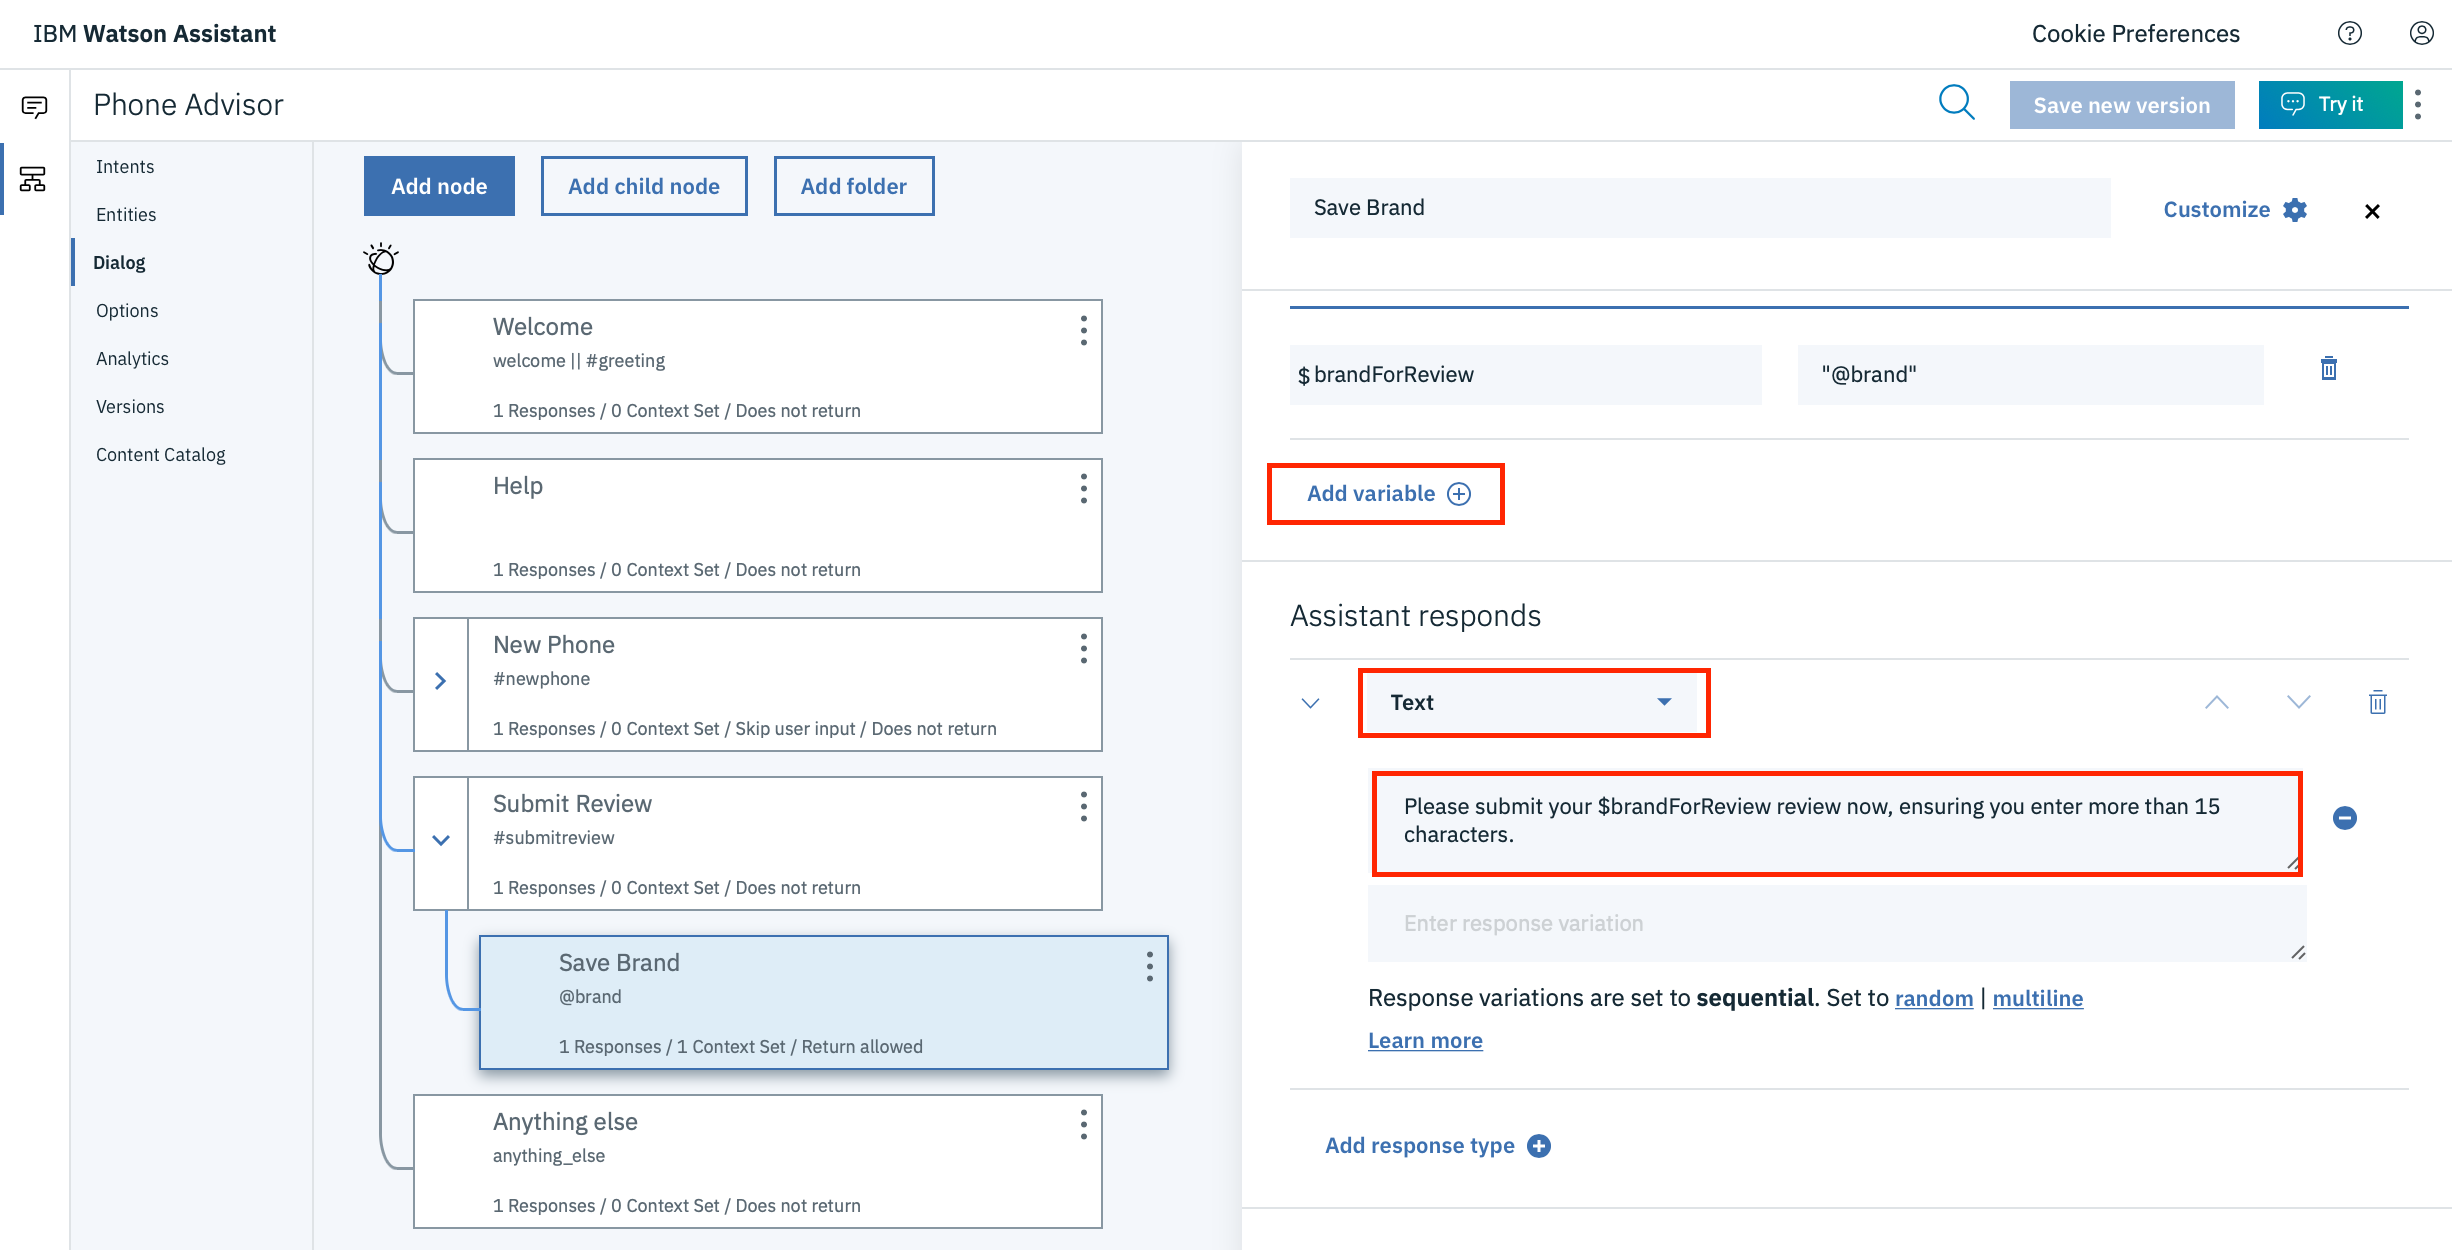 IBM Watson Assistant
Cookie Preferences
Phone Advisor
Save new version
Try it
Intents
Entities
Dialog
Options
Analytics
Versions
Content Catalog
Add node
Add child node
Add folder
Welcome
welcome || #greeting
1 Responses / 0 Context Set / Does not return
Help
1 Responses / 0 Context Set / Does not return
New Phone
#newphone
1 Responses / 0 Context Set / Skip user input / Does not return
Submit Review
#submitreview
1 Responses / 0 Context Set / Does not return
Save Brand
@brand
1 Responses / 1 Context Set / Return allowed
Anything else
anything_else
1 Responses / 0 Context Set / Does not return
Save Brand
Customize
$ brandForReview
"@brand"
Add variable
Assistant responds
Text
Please submit your $brandForReview review now, ensuring you enter more than 15
characters.
Enter response variation
Response variations are set to sequential. Set to random | multiline
Learn more
Add response type